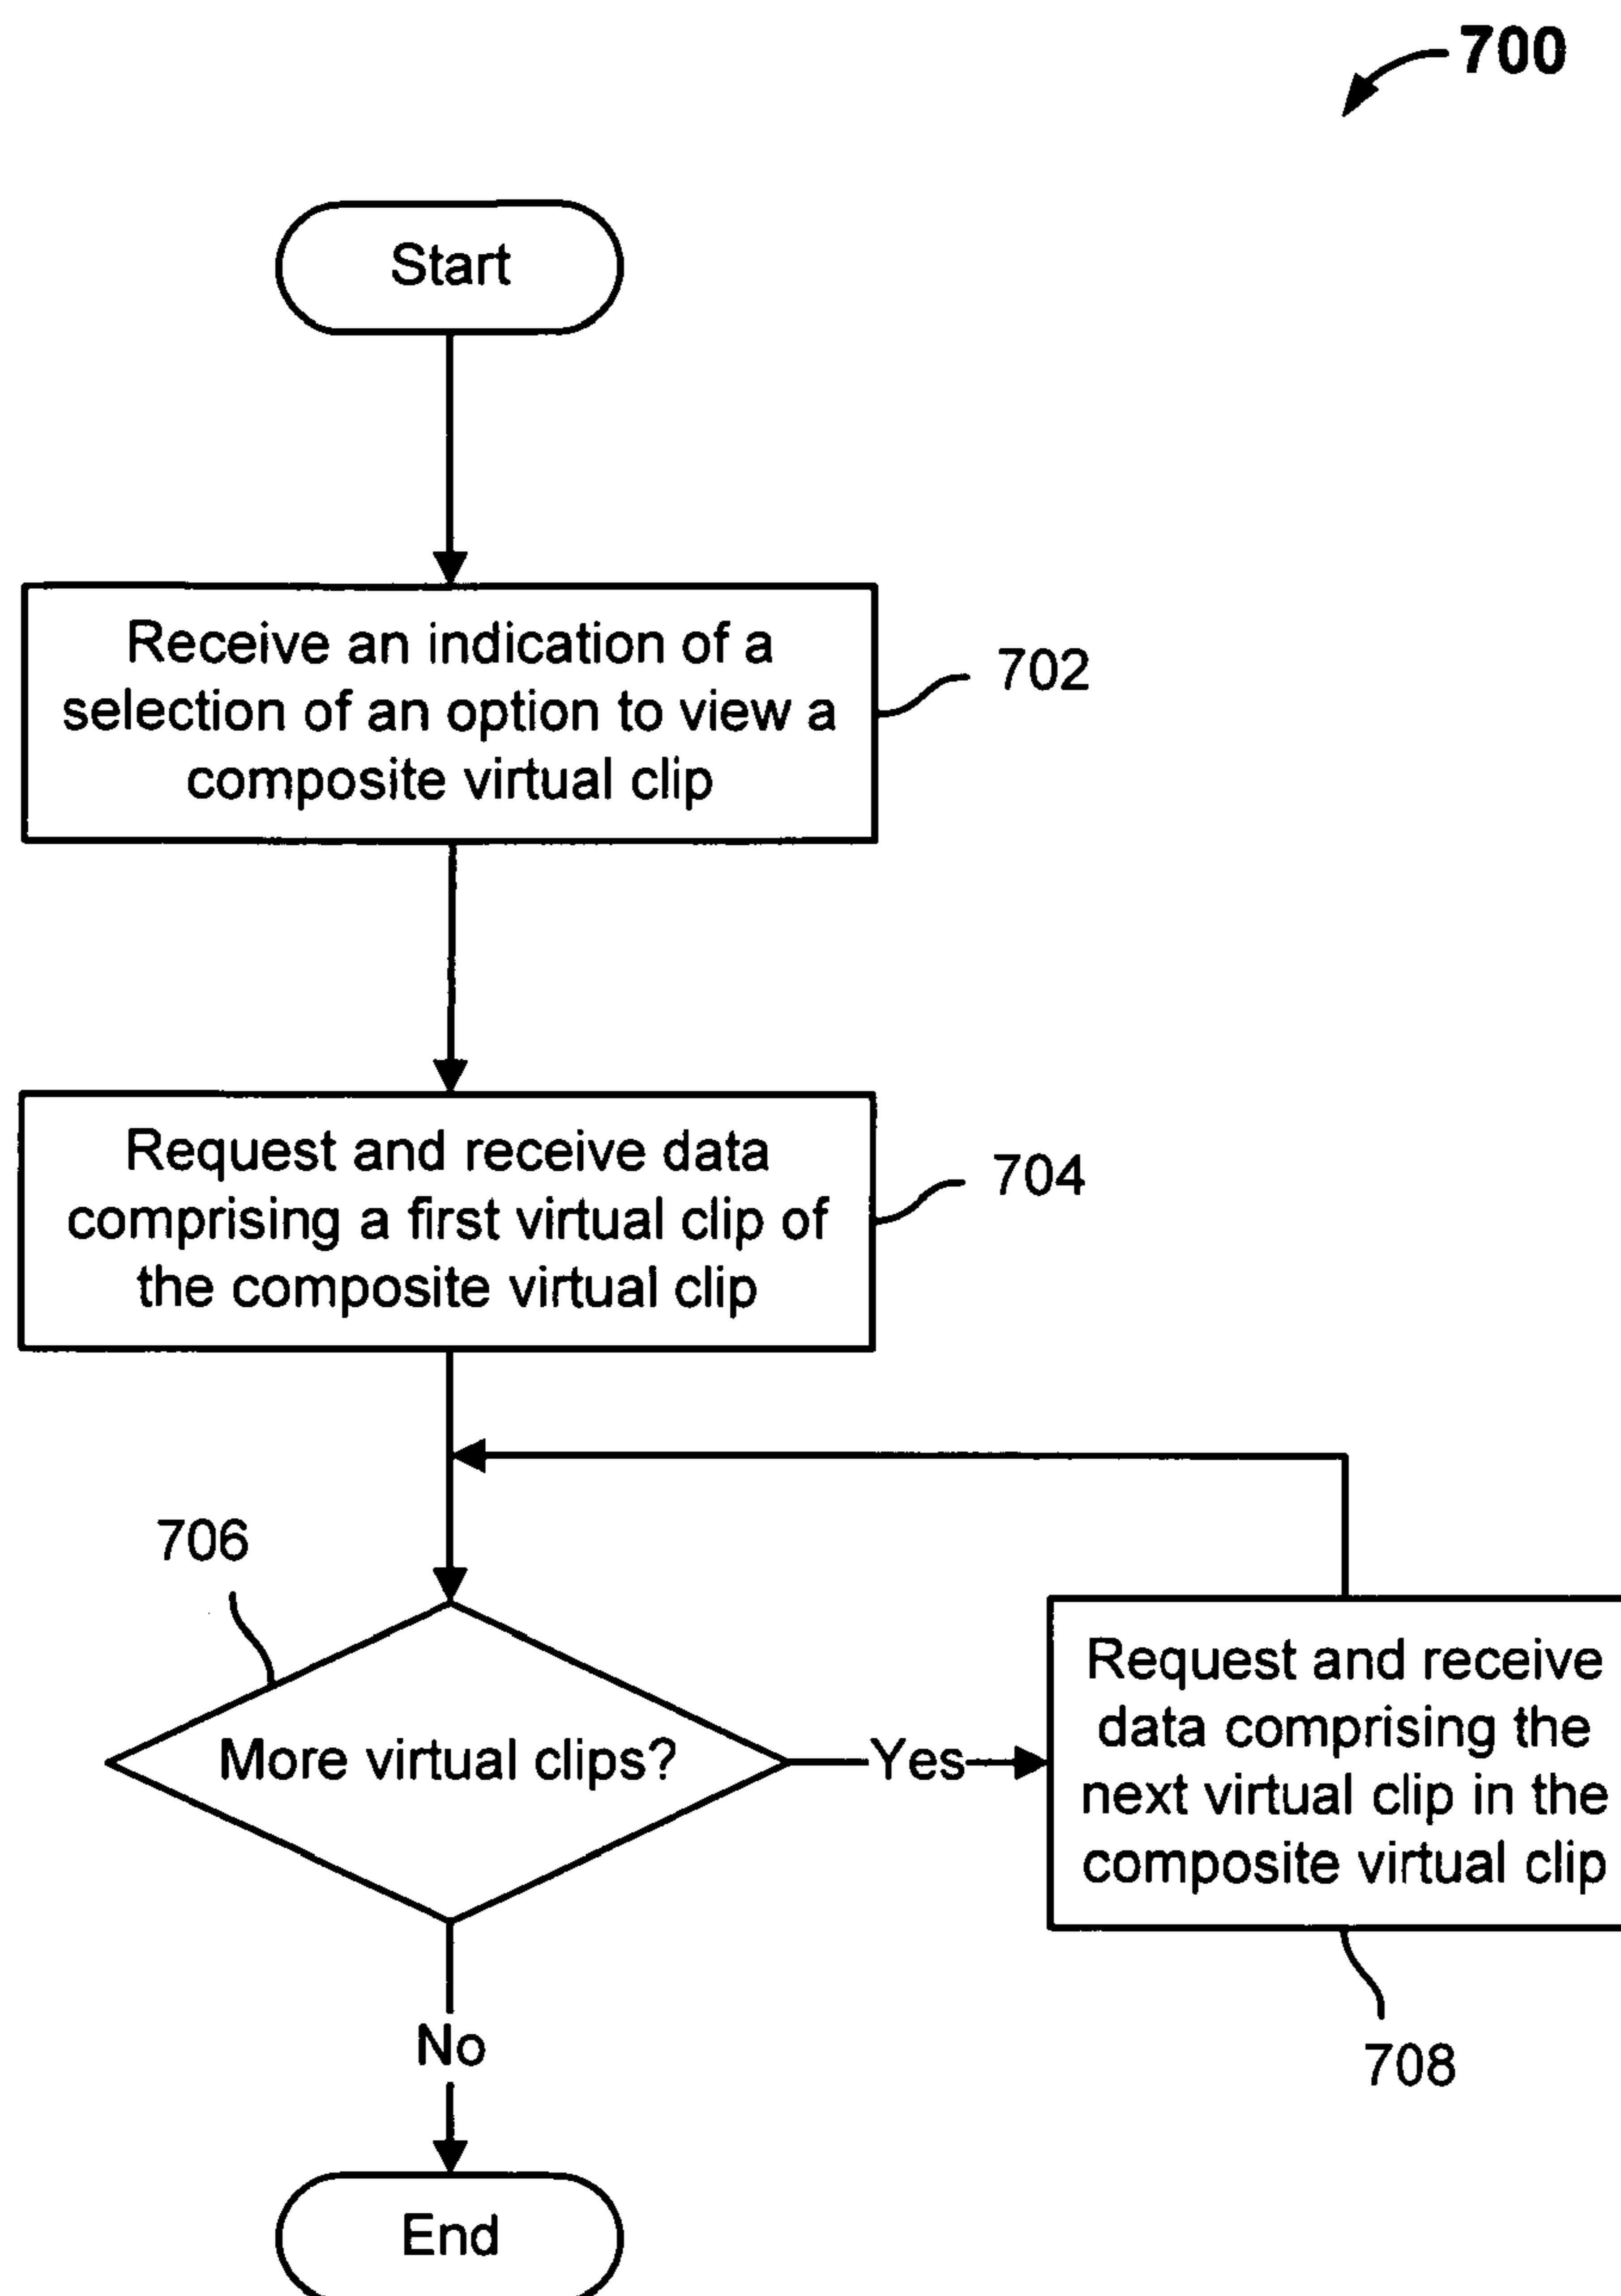 700
Start
Receive an indication of a
selection of an option to view a
composite virtual clip
702
Request and receive data
comprising a first virtual clip of
the composite virtual clip
704
706
More virtual clips?
Yes
Request and receive
data comprising the
next virtual clip in the
composite virtual clip
708
No
End